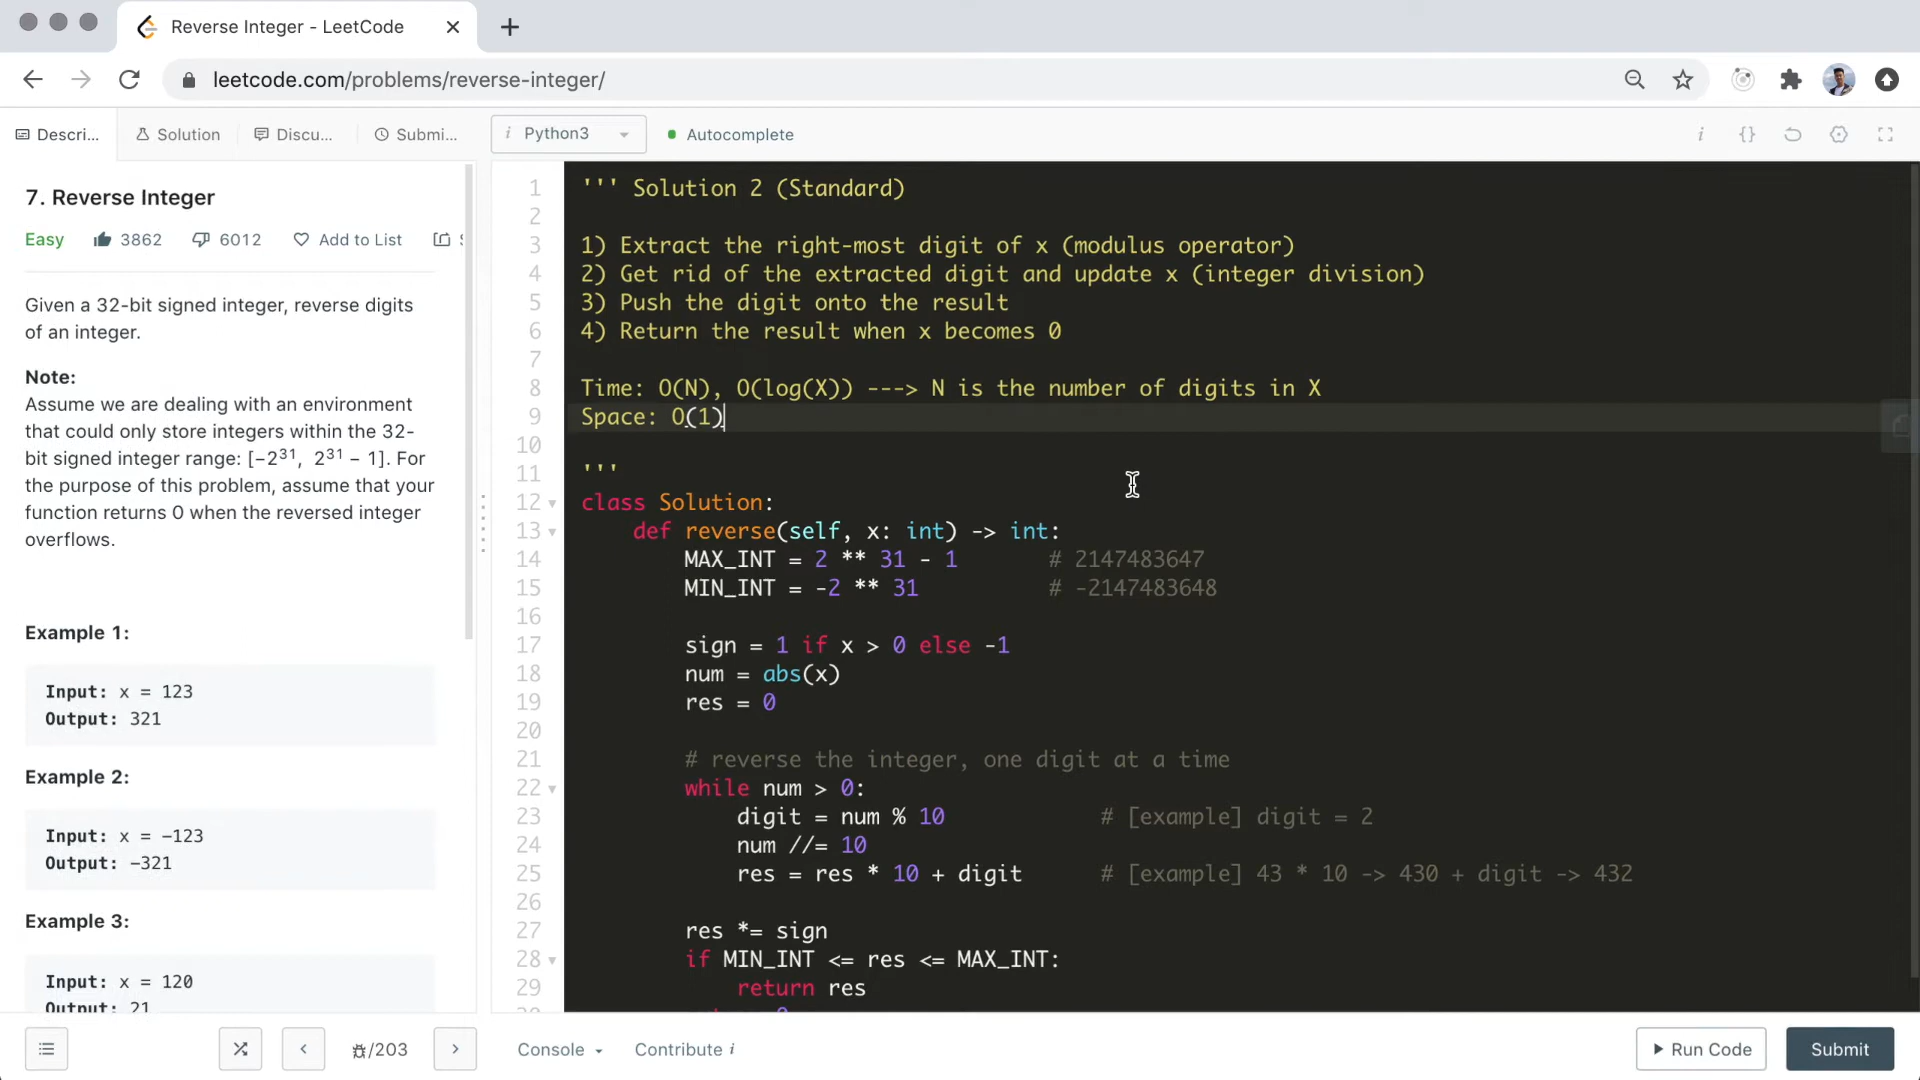 Reverse Integer - LeetCode
leetcode.com/problems/reverse-integer/
Descri...
Solution
Discu...
Submi...
i Python3
Autocomplete
i {}
7. Reverse Integer
Easy 3862 6012 Add to List
Given a 32-bit signed integer, reverse digits
of an integer.
Note:
Assume we are dealing with an environment
that could only store integers within the 32-
bit signed integer range: [−2³¹, 2³¹ − 1]. For
the purpose of this problem, assume that your
function returns 0 when the reversed integer
overflows.
Example 1:
Input: x = 123
Output: 321
Example 2:
Input: x = -123
Output: -321
Example 3:
Input: x = 120
Output: 21
1 ''' Solution 2 (Standard)
2
3 1) Extract the right-most digit of x (modulus operator)
4 2) Get rid of the extracted digit and update x (integer division)
5 3) Push the digit onto the result
6 4) Return the result when x becomes 0
7
8 Time: O(N), O(log(X)) ---> N is the number of digits in X
9 Space: O(1)
10
11 '''
12 class Solution:
13     def reverse(self, x: int) -> int:
14         MAX_INT = 2 ** 31 - 1       # 2147483647
15         MIN_INT = -2 ** 31          # -2147483648
16
17         sign = 1 if x > 0 else -1
18         num = abs(x)
19         res = 0
20
21         # reverse the integer, one digit at a time
22         while num > 0:
23             digit = num % 10            # [example] digit = 2
24             num //= 10
25             res = res * 10 + digit      # [example] 43 * 10 -> 430 + digit -> 432
26
27         res *= sign
28         if MIN_INT <= res <= MAX_INT:
29             return res
/203
Console
Contribute i
Run Code
Submit